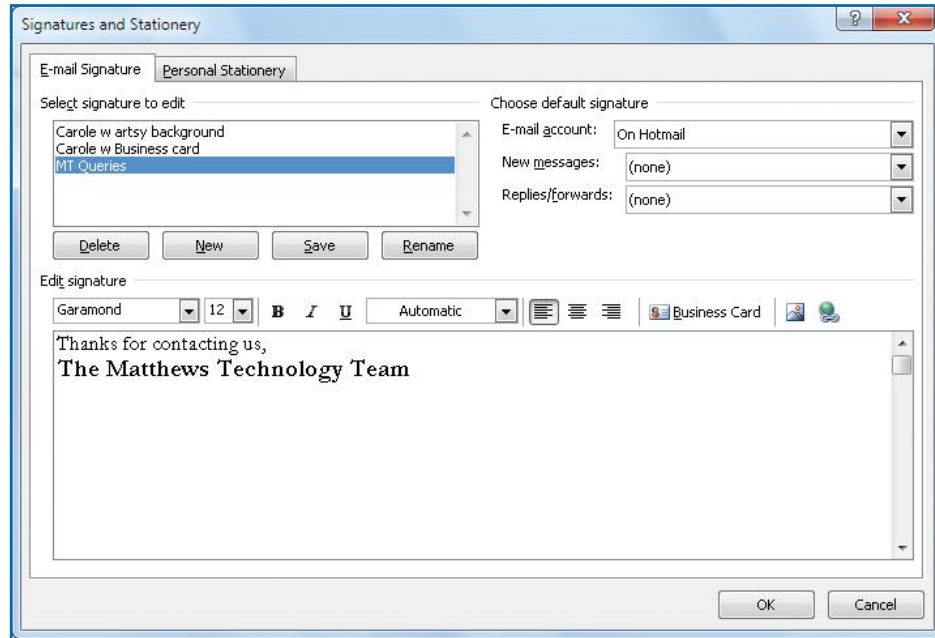 Signatures and Stationery
E-mail Signature Personal Stationery
Select signature to edit
Carole w artsy background
Carole w Business card
MT Queries
Delete New Save Rename
Choose default signature
E-mail account: On Hotmail
New messages: (none)
Replies/forwards: (none)
Edit signature
Garamond 12 B I U Automatic Business Card
Thanks for contacting us,
The Matthews Technology Team
OK Cancel